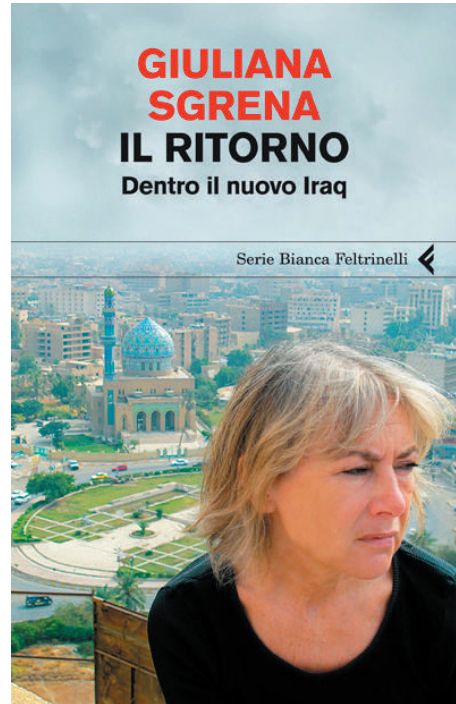 GIULIANA
SGRENA
IL RITORNO
Dentro il nuovo Iraq
Serie Bianca Feltrinelli